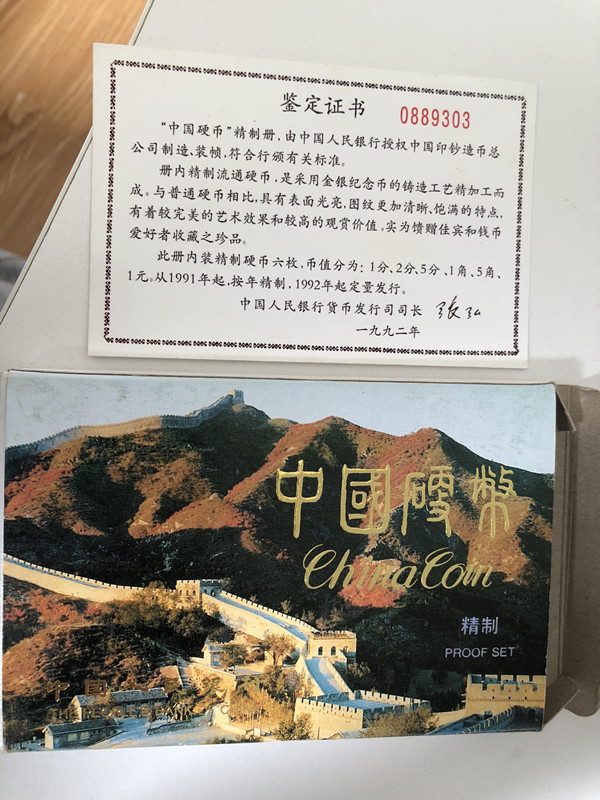 鉴定证书
0889303
“中国硬币”精制册，由中国人民银行授权中国印钞造币总
公司制造、装帧，符合行颁有关标准。
册内精制流通硬币，是采用金银纪念币的铸造工艺精加工而
成。与普通硬币相比，具有表面光亮，图纹更加清晰、饱满的特点，
有着较完美的艺术效果和较高的观赏价值。实为馈赠佳宾和钱币
爱好者收藏之珍品。
此册内装精制硬币六枚，币值分为：1分、2分、5分、1角、5角、
1元。从1991年起，按年精制，1992年起定量发行。
中国人民银行货币发行司司长 张弘
一九九二年
中國硬幣
China Coin
精制
PROOF SET
中国